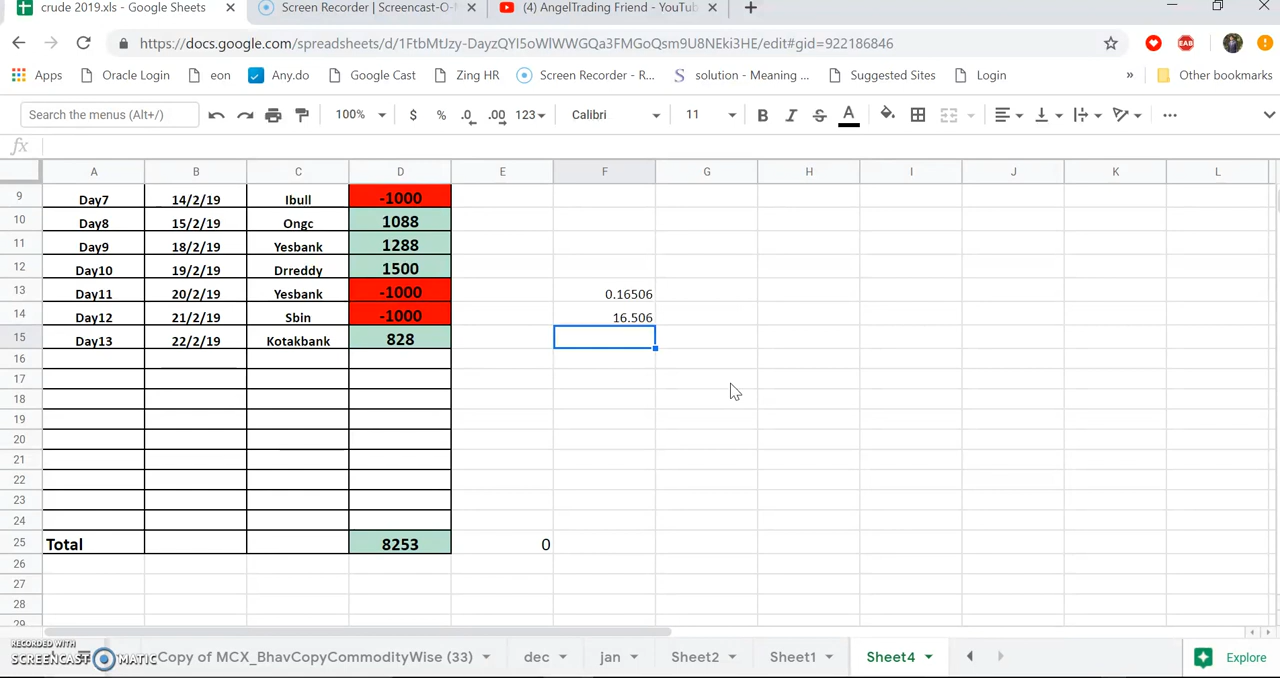 crude 2019.xls - Google Sheets
Screen Recorder | Screencast-O-
(4) AngelTrading Friend - YouTu
https://docs.google.com/spreadsheets/d/1FtbMtJzy-DxrzQYl5oWlWWGQa3FMGoQsm9U8NEki3HE/edit#gid=922186846
EAB
Apps Oracle Login eon Any.do Google Cast Zing HR Screen Recorder - R... S solution - Meaning ... Suggested Sites Login » Other bookmarks
Search the menus (Alt+/) 100% $ % .0 .00 123 Calibri 11 B I S A
fx
A B C D E F G H I J K L
9 Day7 14/2/19 Ibull -1000
10 Day8 15/2/19 Ongc 1088
11 Day9 18/2/19 Yesbank 1288
12 Day10 19/2/19 Drreddy 1500
13 Day11 20/2/19 Yesbank -1000 0.16506
14 Day12 21/2/19 Sbin -1000 16.506
15 Day13 22/2/19 Kotakbank 828
16
17
18
19
20
21
22
23
24
25 Total 8253 0
26
27
28
29
RECORDED WITH
SCREENCAST MATIC
Copy of MCX_BhavCopyCommodityWise (33) dec jan Sheet2 Sheet1 Sheet4 Explore